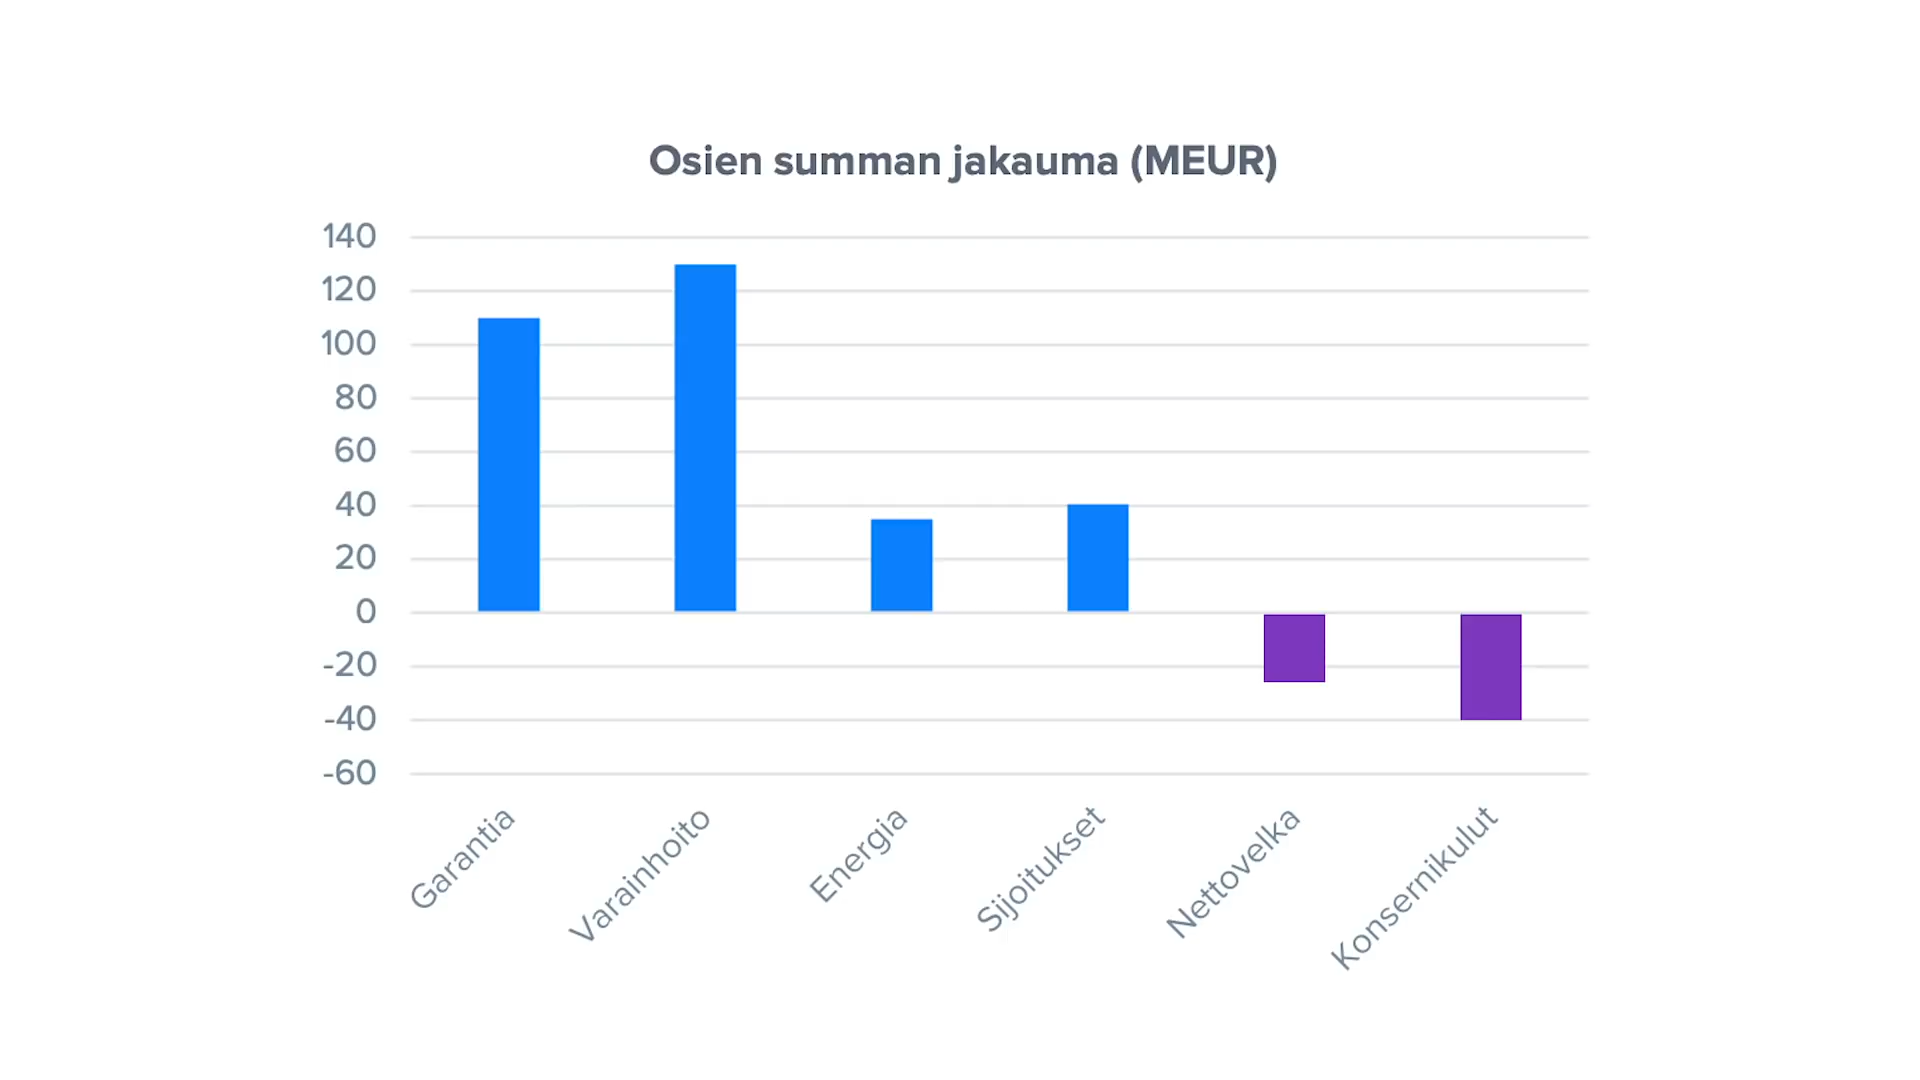 Osien summan jakauma (MEUR)
140
120
100
80
60
40
20
0
-20
-40
-60
Garantia
Varainhoito
Energia
Sijoitukset
Nettovelka
Konsernikulut